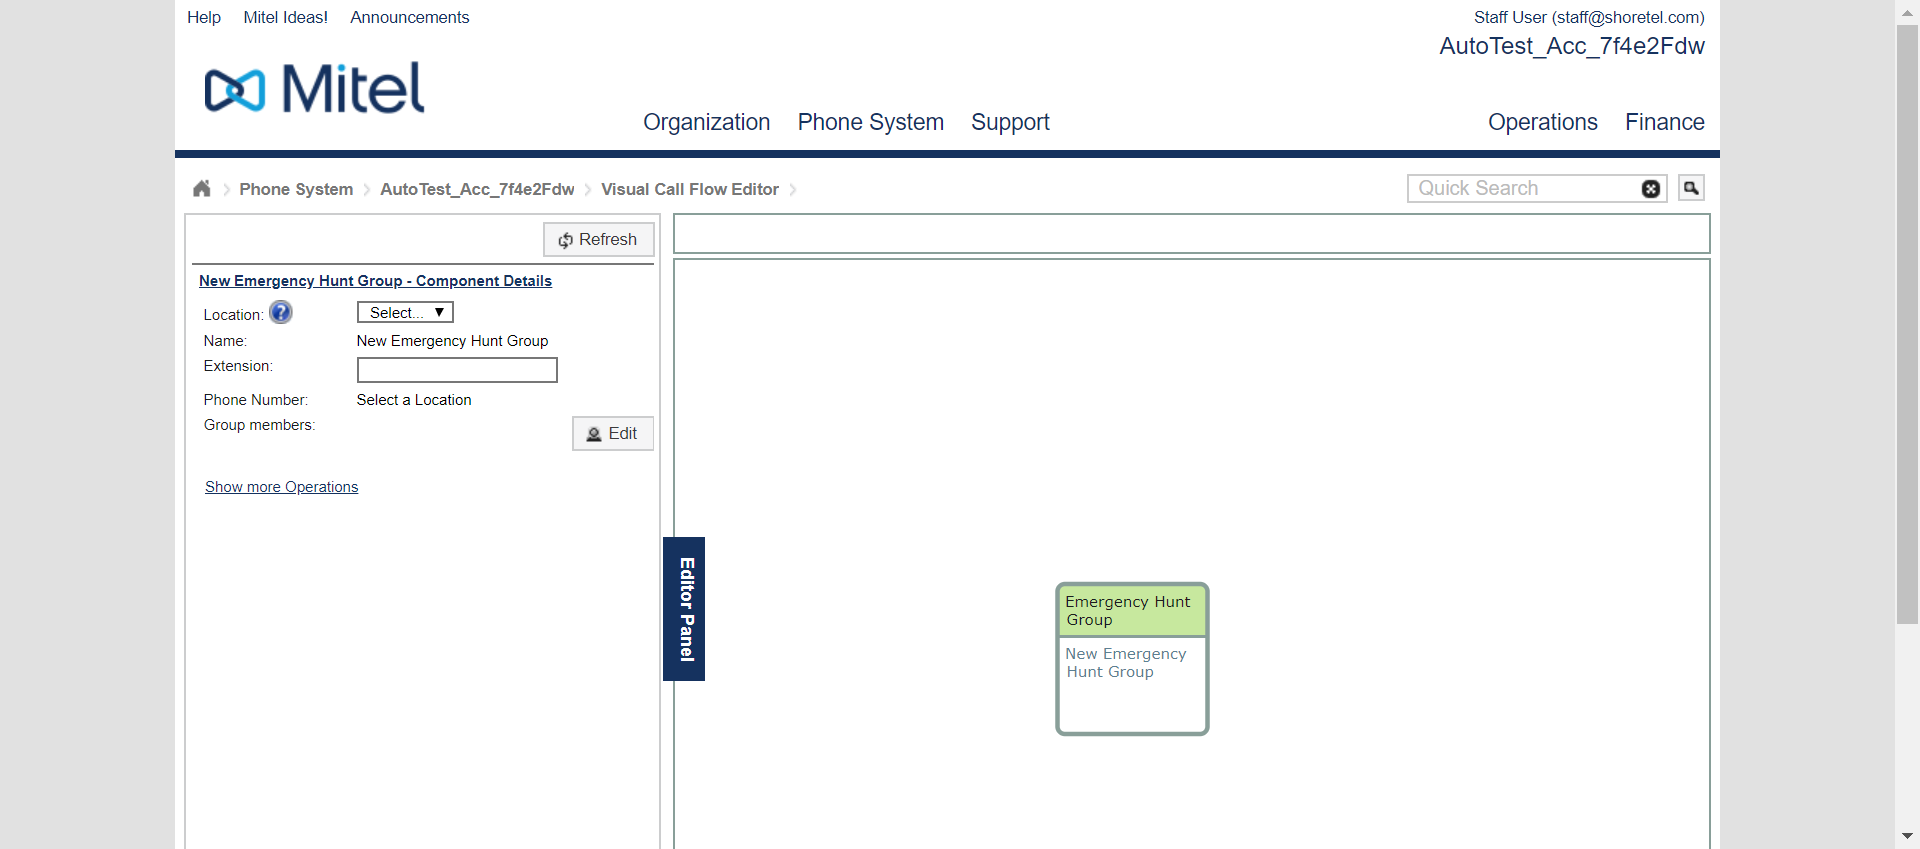 Help Mitel Ideas! Announcements Staff User (staff@shoretel.com)
AutoTest_Acc_7f4e2Fdw
Mitel
Organization Phone System Support Operations Finance
Phone System AutoTest_Acc_7f4e2Fdw Visual Call Flow Editor Quick Search
Refresh
New Emergency Hunt Group - Component Details
Location: ? Select... ▼
Name: New Emergency Hunt Group
Extension:
Phone Number: Select a Location
Group members:
Edit
Show more Operations
Editor Panel
Emergency Hunt
Group
New Emergency
Hunt Group